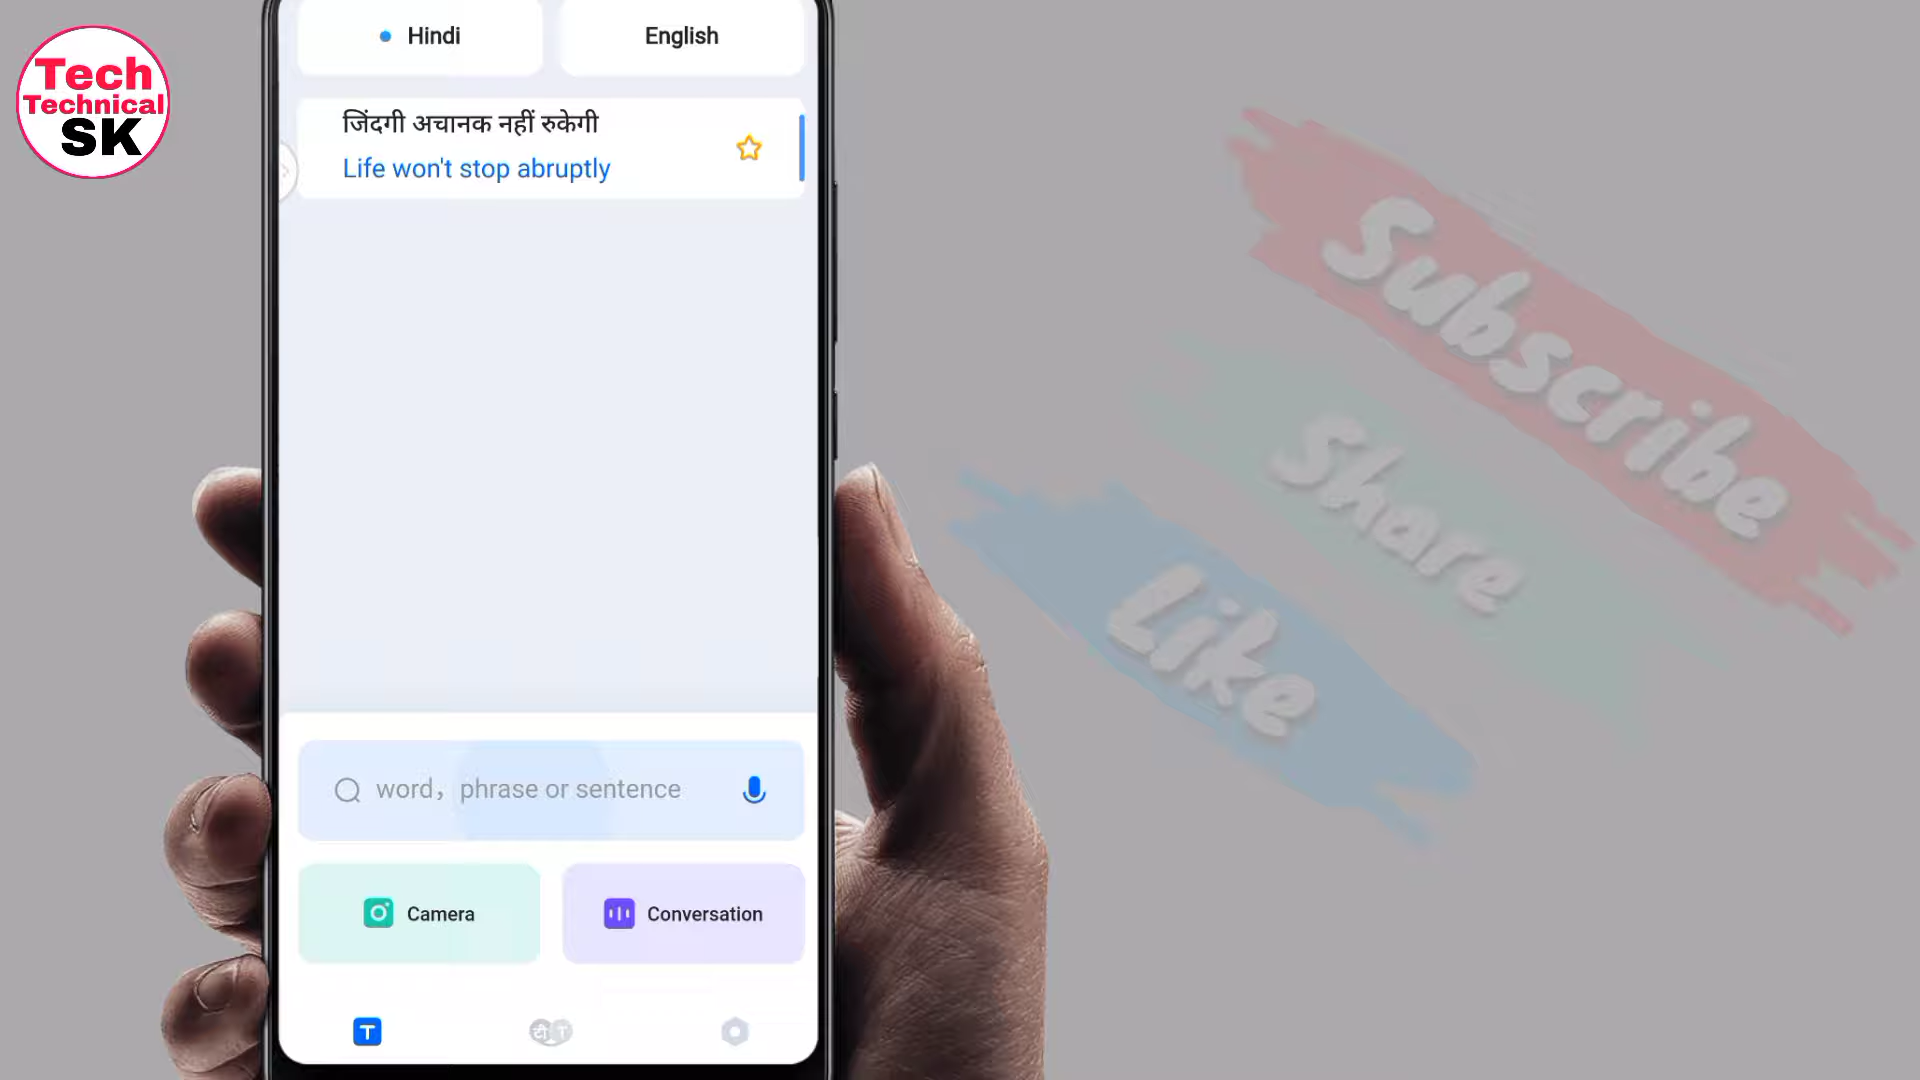 Tech
Technical
SK
Hindi
English
जिंदगी अचानक नहीं रुकेगी
Life won't stop abruptly
word，phrase or sentence
Camera
Conversation
T
टी T
Subscribe
Share
Like